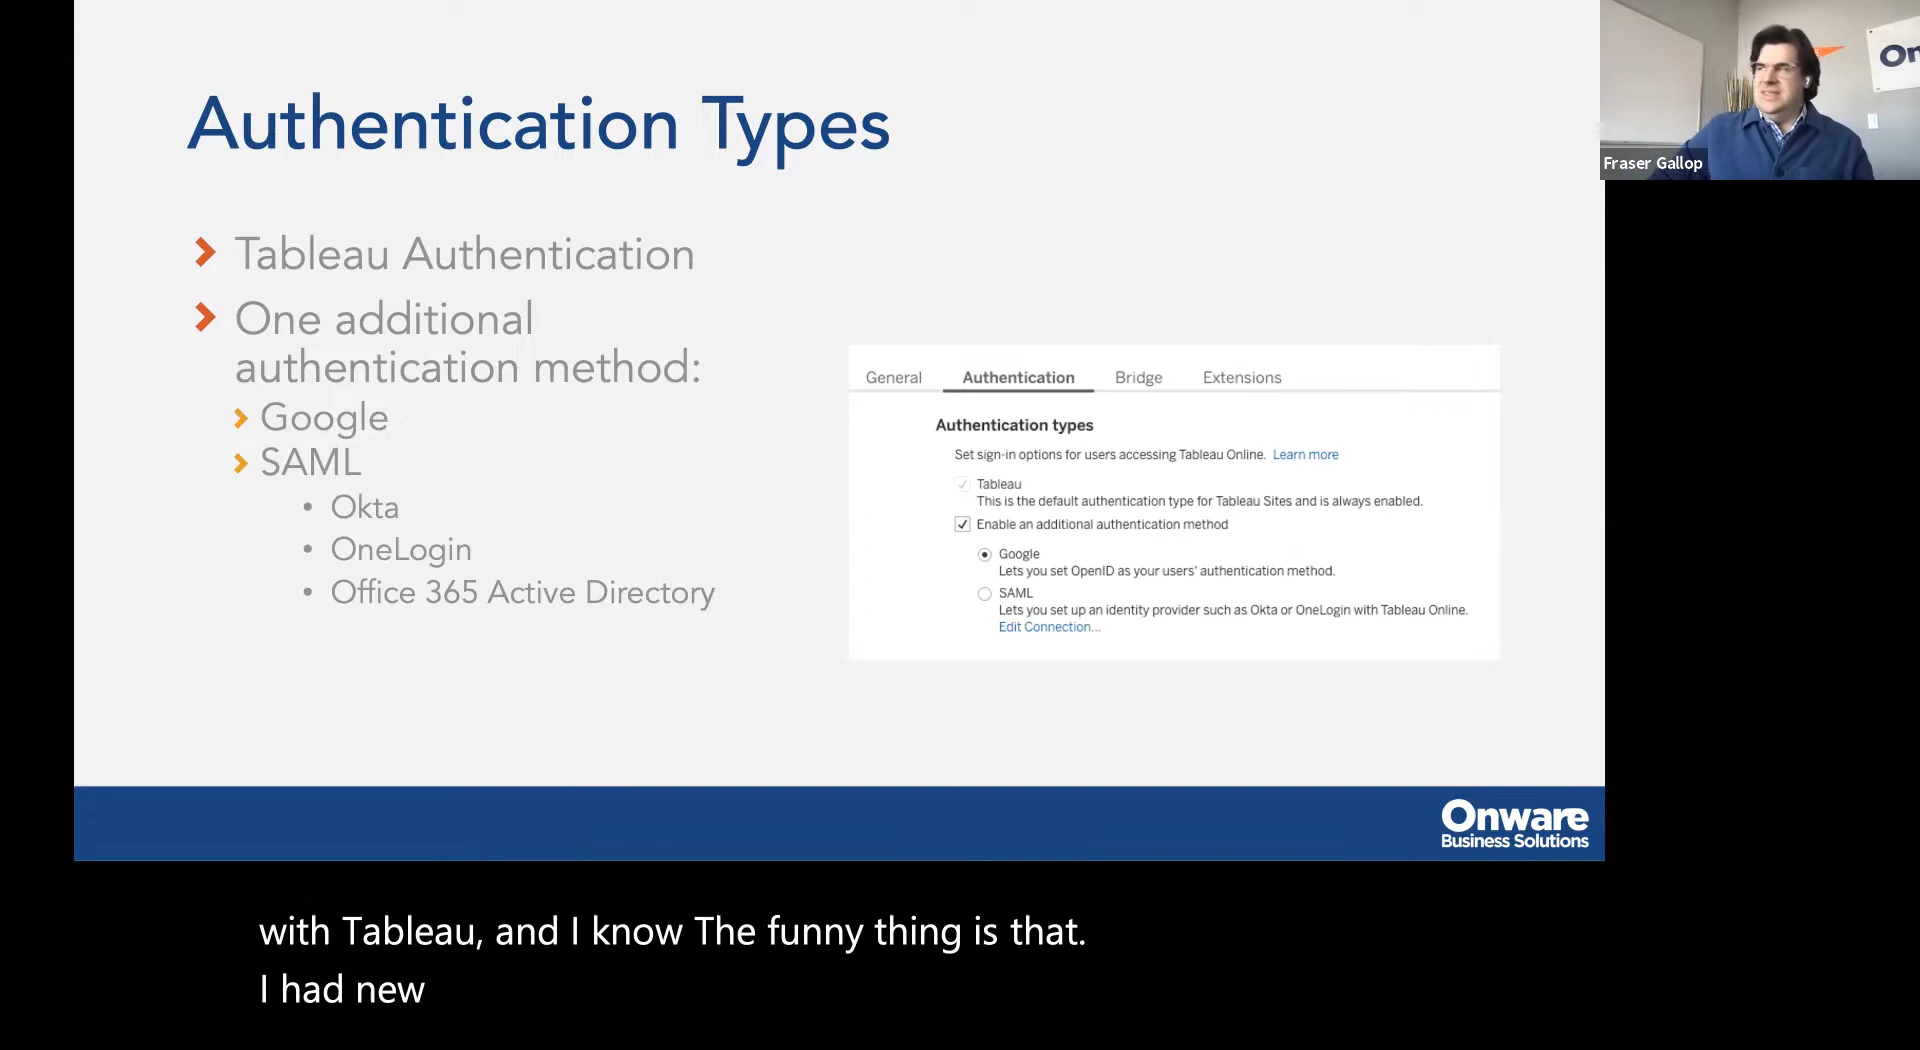 Authentication Types
Tableau Authentication
One additional
authentication method:
Google
SAML
• Okta
• OneLogin
• Office 365 Active Directory
General Authentication Bridge Extensions
Authentication types
Set sign-in options for users accessing Tableau Online. Learn more
Tableau
This is the default authentication type for Tableau Sites and is always enabled.
Enable an additional authentication method
Google
Lets you set OpenID as your users' authentication method.
SAML
Lets you set up an identity provider such as Okta or OneLogin with Tableau Online.
Edit Connection...
Onware
Business Solutions
On
Fraser Gallop
with Tableau, and I know The funny thing is that.
I had new